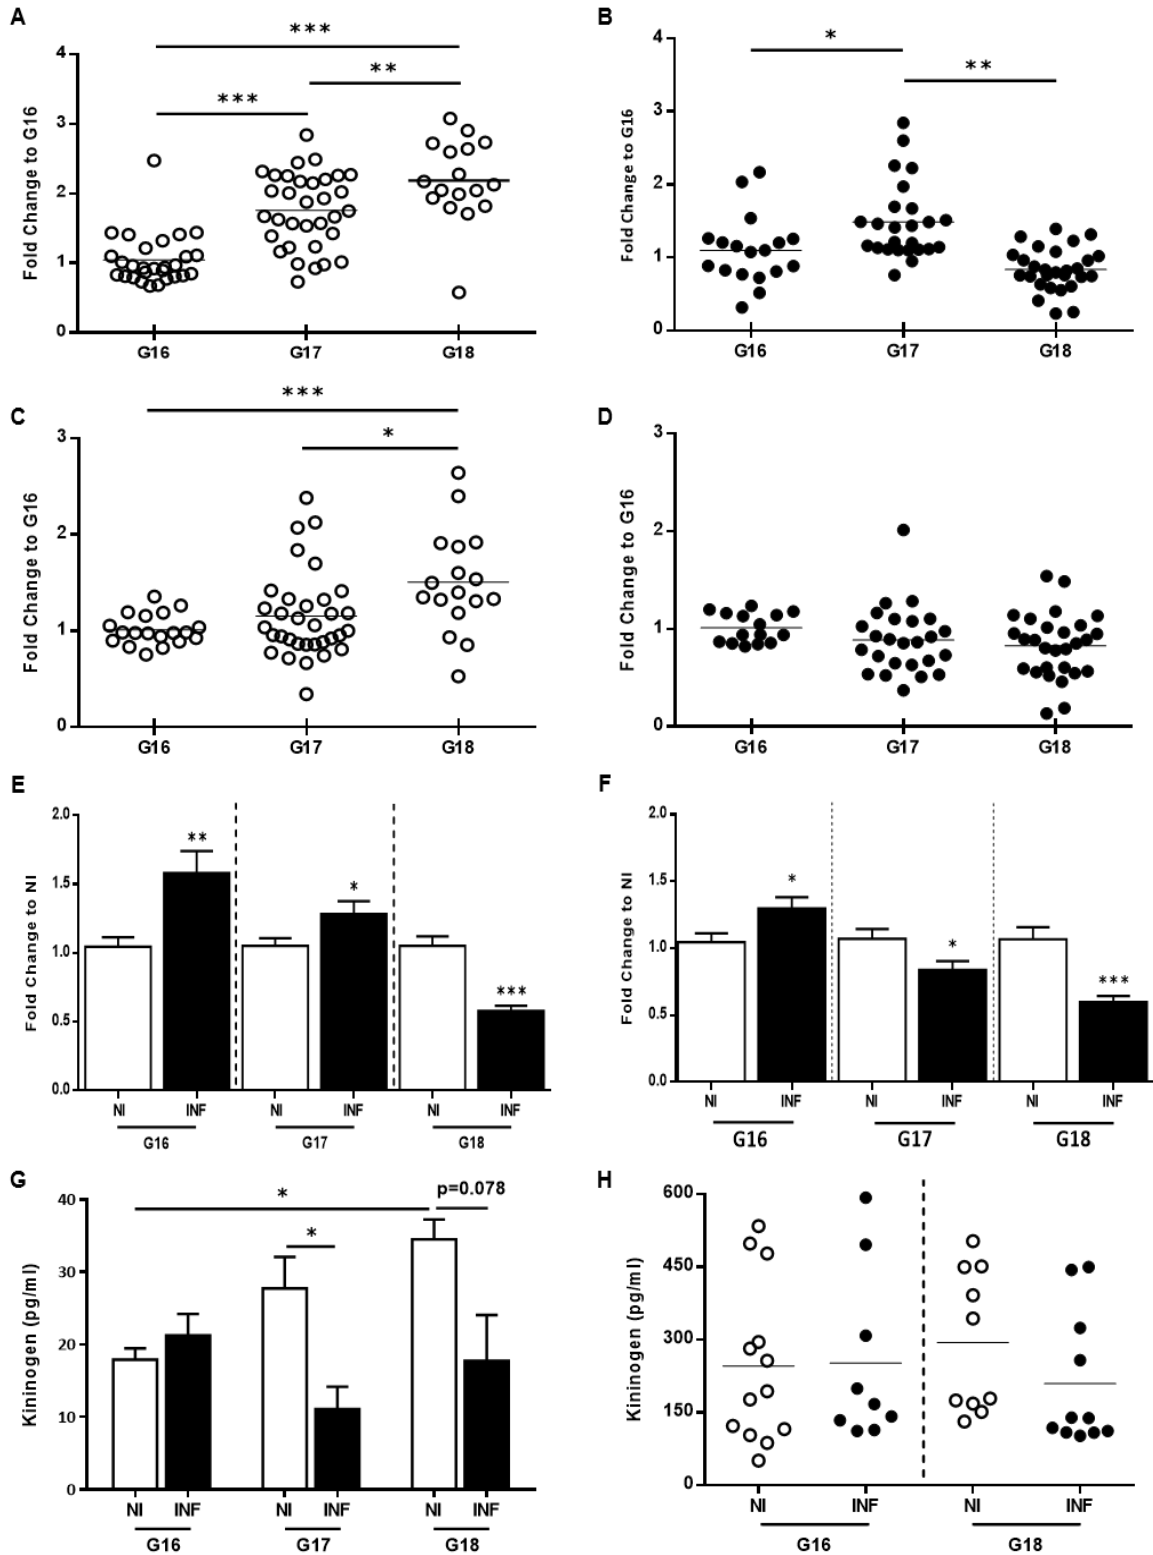 A
***
**
***
Fold Change to G16
4
3
2
1
0
G16 G17 G18
B
*
**
Fold Change to G16
4
3
2
1
0
G16 G17 G18
C
***
*
Fold Change to G16
3
2
1
0
G16 G17 G18
D
Fold Change to G16
3
2
1
0
G16 G17 G18
E
Fold Change to NI
2.0
1.5
1.0
0.5
0.0
**
*
***
NI INF NI INF NI INF
G16 G17 G18
F
Fold Change to NI
2.0
1.5
1.0
0.5
0.0
*
*
***
NI INF NI INF NI INF
G16 G17 G18
G
Kininogen (pg/ml)
40
30
20
10
0
*
*
p=0.078
NI INF NI INF NI INF
G16 G17 G18
H
Kininogen (pg/ml)
600
450
300
150
0
NI INF NI INF
G16 G18